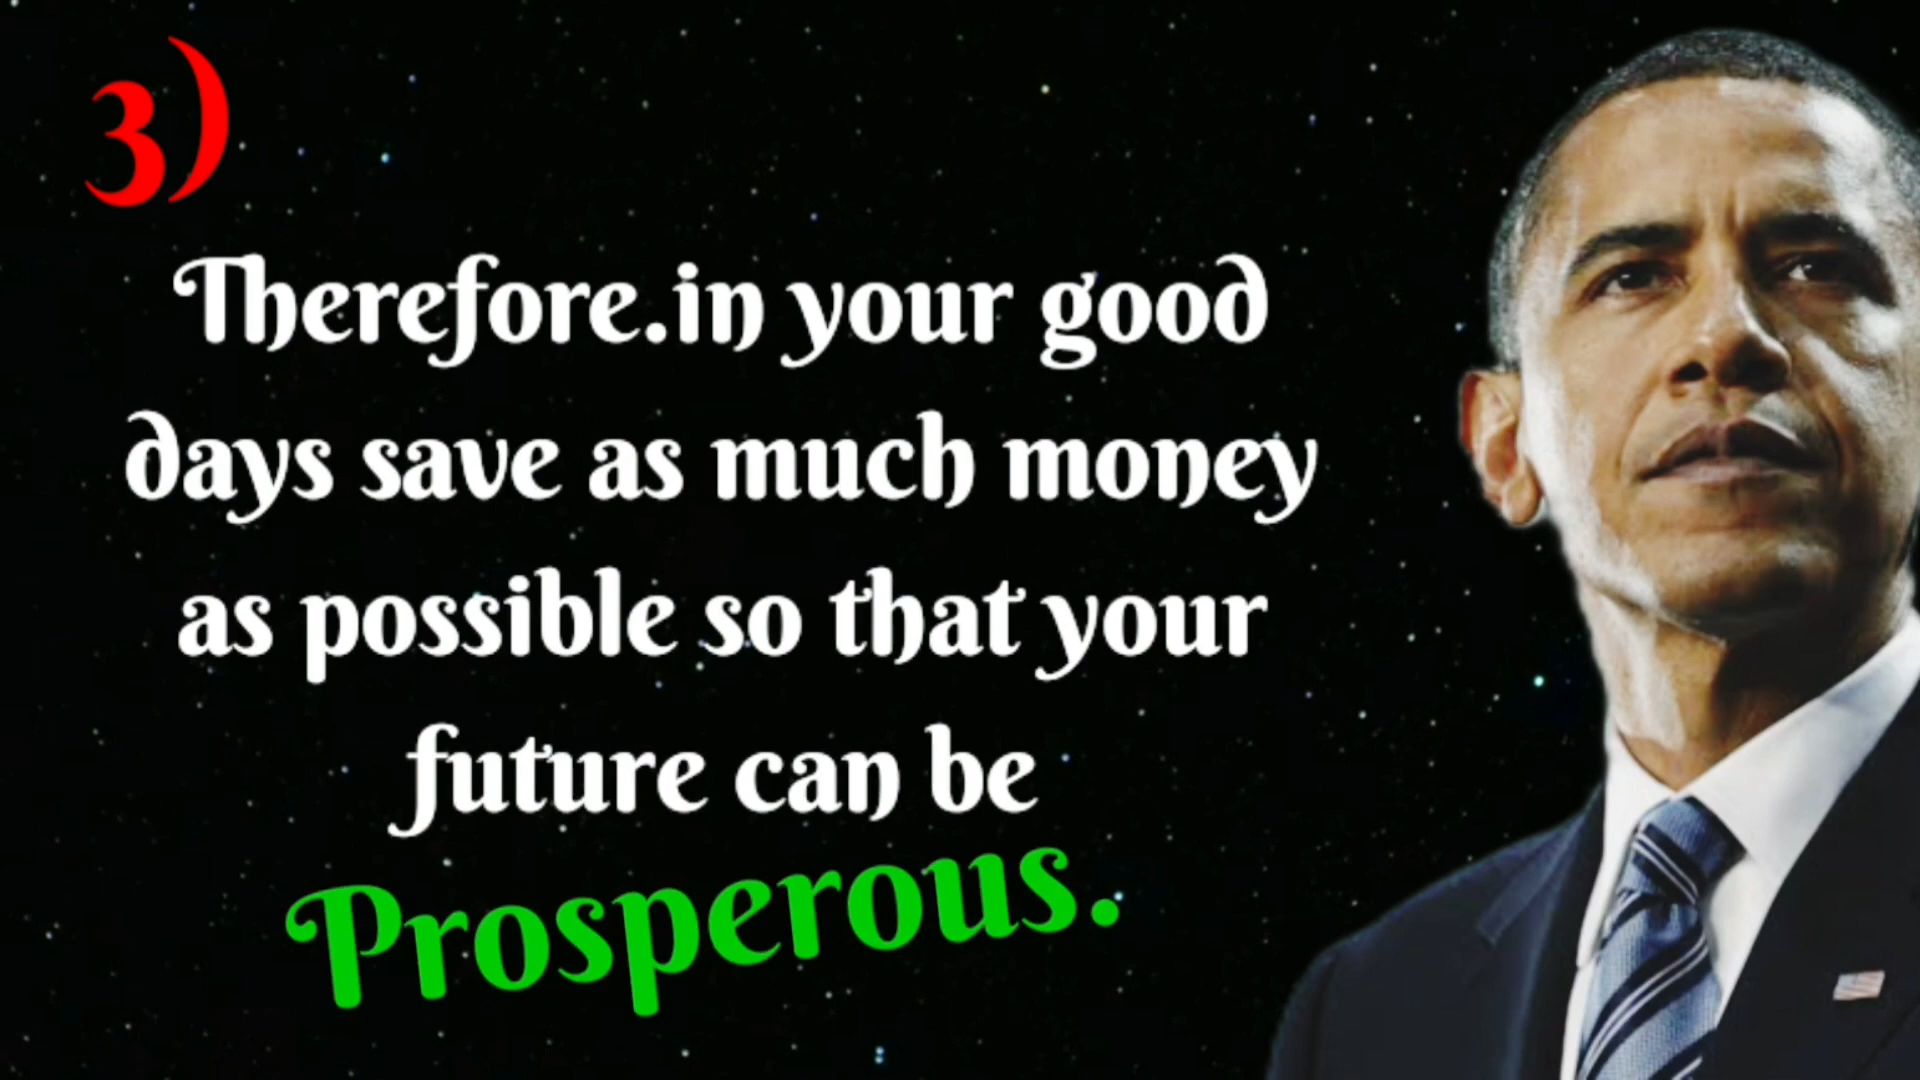 3)
Therefore.in your good
days save as much money
as possible so that your
future can be
Prosperous.